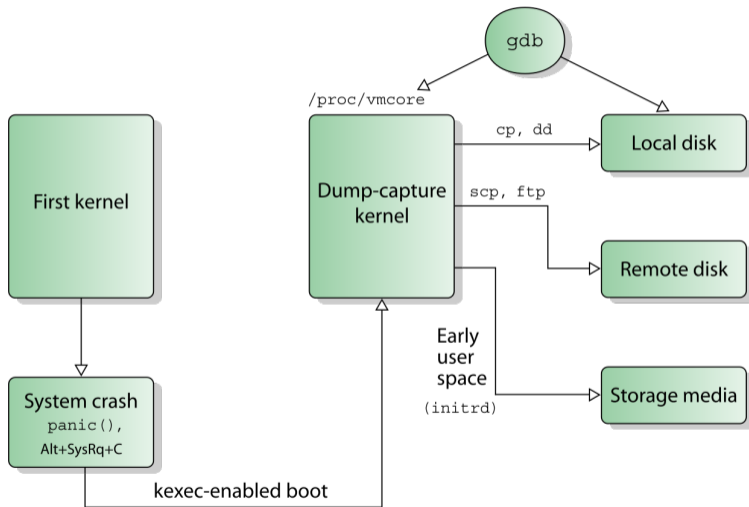 gdb
/proc/vmcore
First kernel
Dump-capture
kernel
cp, dd
Local disk
scp, ftp
Remote disk
Early
user
space
(initrd)
Storage media
System crash
panic(),
Alt+SysRq+C
kexec-enabled boot